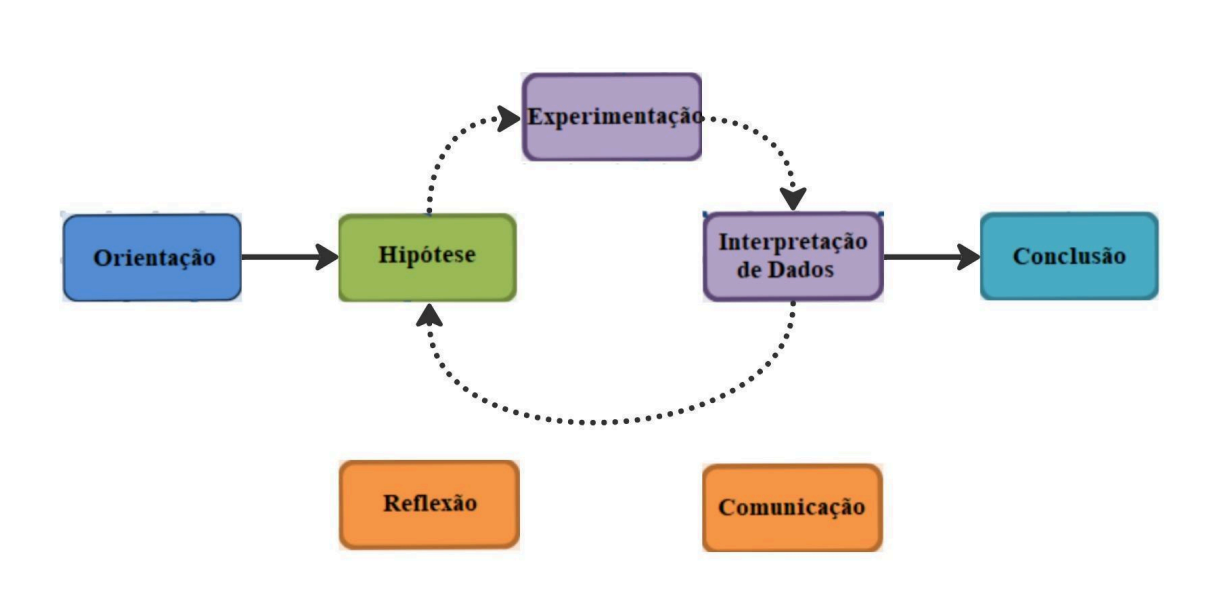 Experimentação
Orientação
Hipótese
Interpretação
de Dados
Conclusão
Reflexão
Comunicação